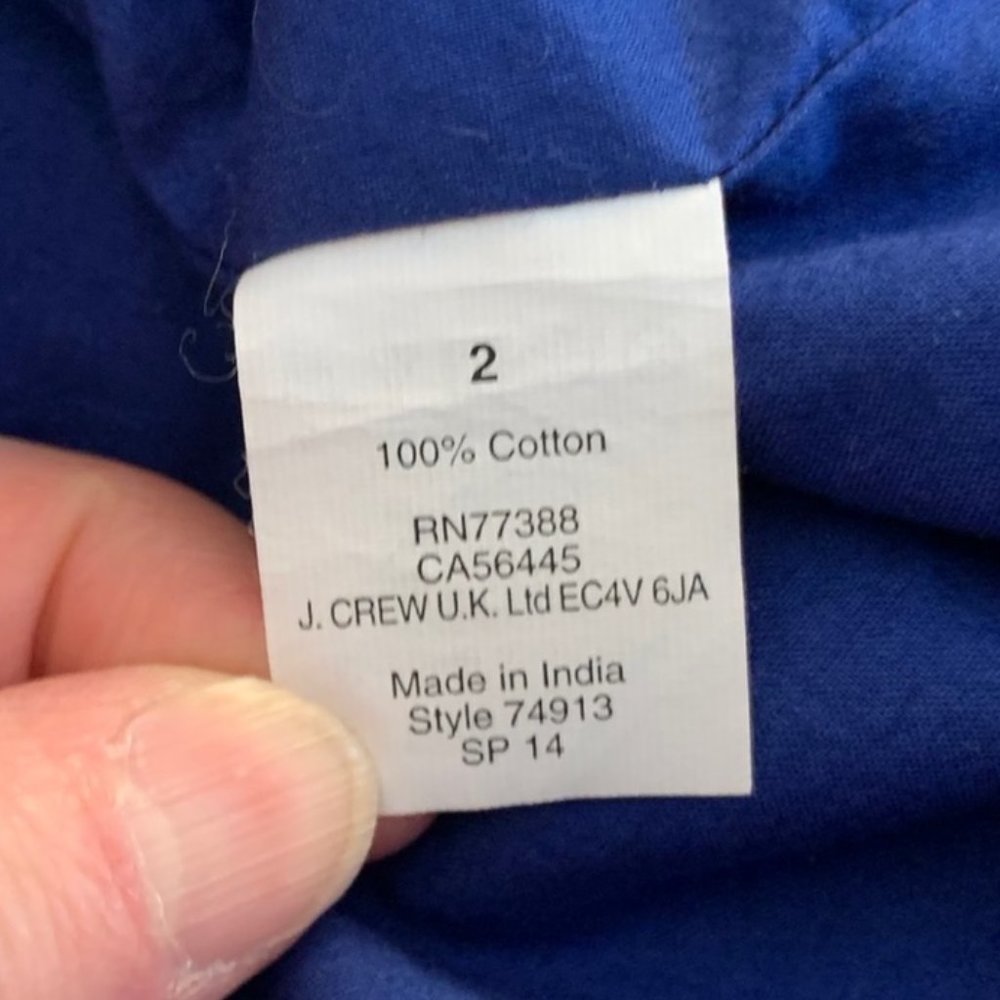 2
100% Cotton
RN77388
CA56445
J. CREW U.K. Ltd EC4V 6JA
Made in India
Style 74913
SP 14